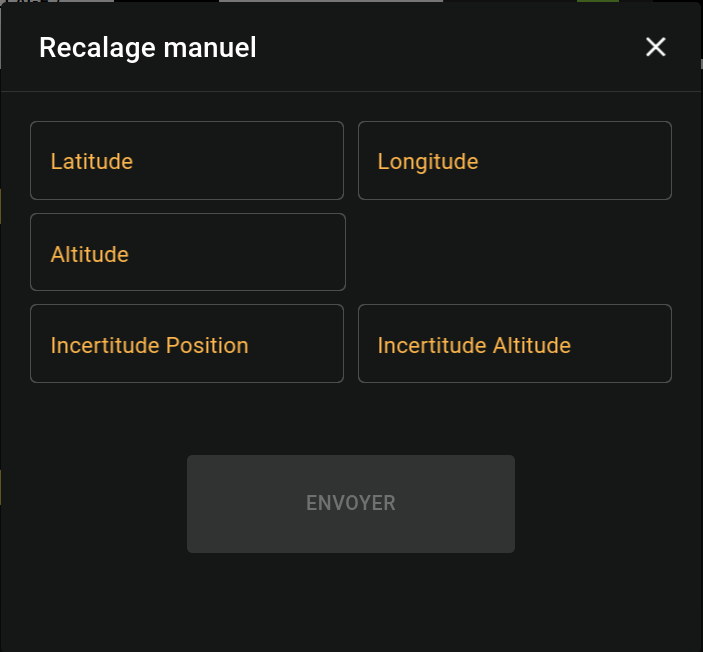 Recalage manuel
Latitude
Longitude
Altitude
Incertitude Position
Incertitude Altitude
ENVOYER